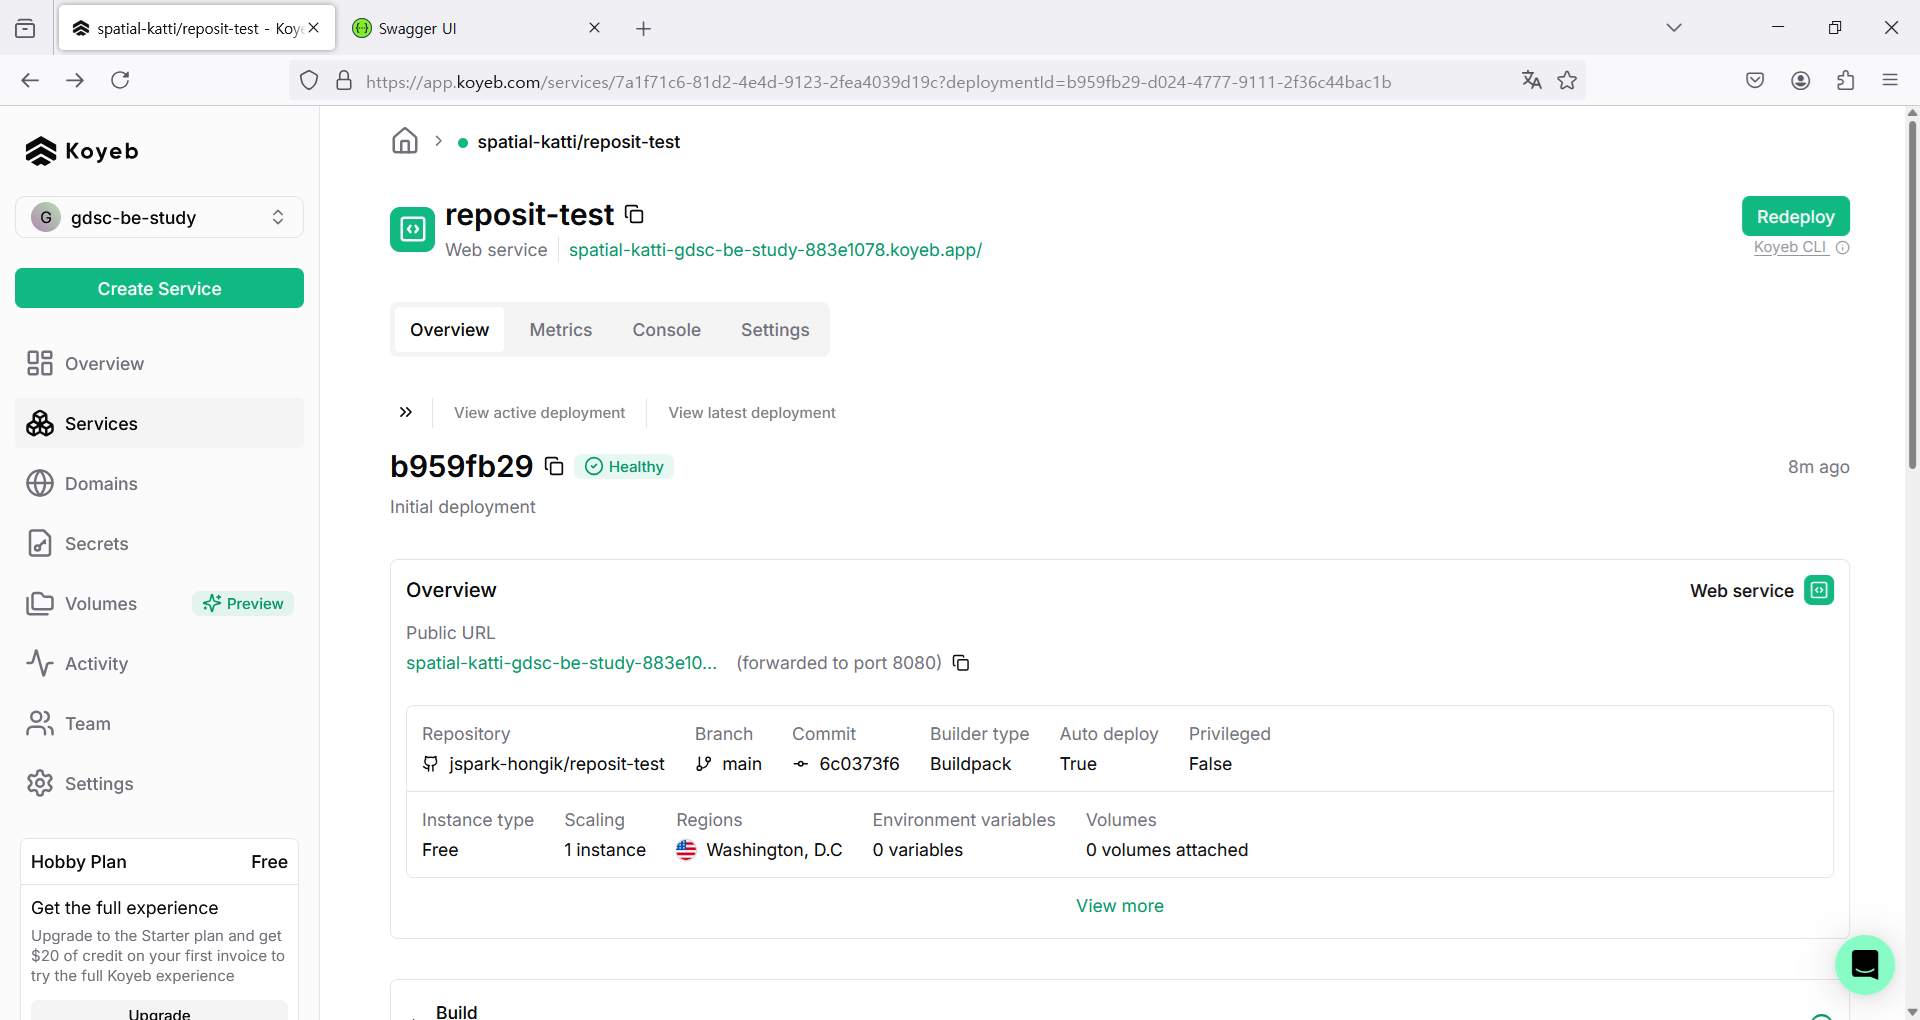 spatial-katti/reposit-test - Koye
Swagger UI
https://app.koyeb.com/services/7a1f71c6-81d2-4e4d-9123-2fea4039d19c?deploymentId=b959fb29-d024-4777-9111-2f36c44bac1b
Koyeb
G gdsc-be-study
Create Service
Overview
Services
Domains
Secrets
Volumes Preview
Activity
Team
Settings
Hobby Plan Free
Get the full experience
Upgrade to the Starter plan and get
$20 of credit on your first invoice to
try the full Koyeb experience
Upgrade
spatial-katti/reposit-test
reposit-test
Web service spatial-katti-gdsc-be-study-883e1078.koyeb.app/
Redeploy
Koyeb CLI
Overview Metrics Console Settings
View active deployment View latest deployment
b959fb29 Healthy 8m ago
Initial deployment
Overview Web service
Public URL
spatial-katti-gdsc-be-study-883e10... (forwarded to port 8080)
Repository Branch Commit Builder type Auto deploy Privileged
jspark-hongik/reposit-test main 6c0373f6 Buildpack True False
Instance type Scaling Regions Environment variables Volumes
Free 1 instance Washington, D.C 0 variables 0 volumes attached
View more
Build